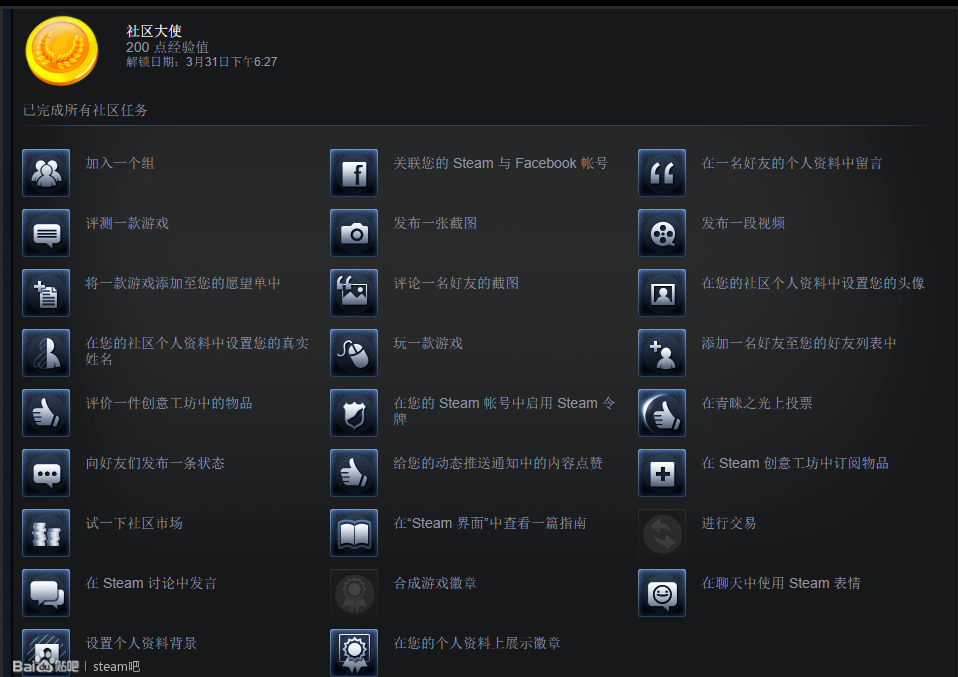 社区大使
200 点经验值
解锁日期：3月31日下午6:27
已完成所有社区任务
加入一个组
关联您的 Steam 与 Facebook 帐号
在一名好友的个人资料中留言
评测一款游戏
发布一张截图
发布一段视频
将一款游戏添加至您的愿望单中
评论一名好友的截图
在您的社区个人资料中设置您的头像
在您的社区个人资料中设置您的真实
姓名
玩一款游戏
添加一名好友至您的好友列表中
评价一件创意工坊中的物品
在您的 Steam 帐号中启用 Steam 令
牌
在青睐之光上投票
向好友们发布一条状态
给您的动态推送通知中的内容点赞
在 Steam 创意工坊中订阅物品
试一下社区市场
在“Steam 界面”中查看一篇指南
进行交易
在 Steam 讨论中发言
合成游戏徽章
在聊天中使用 Steam 表情
设置个人资料背景
在您的个人资料上展示徽章
Bai贴吧 | steam吧